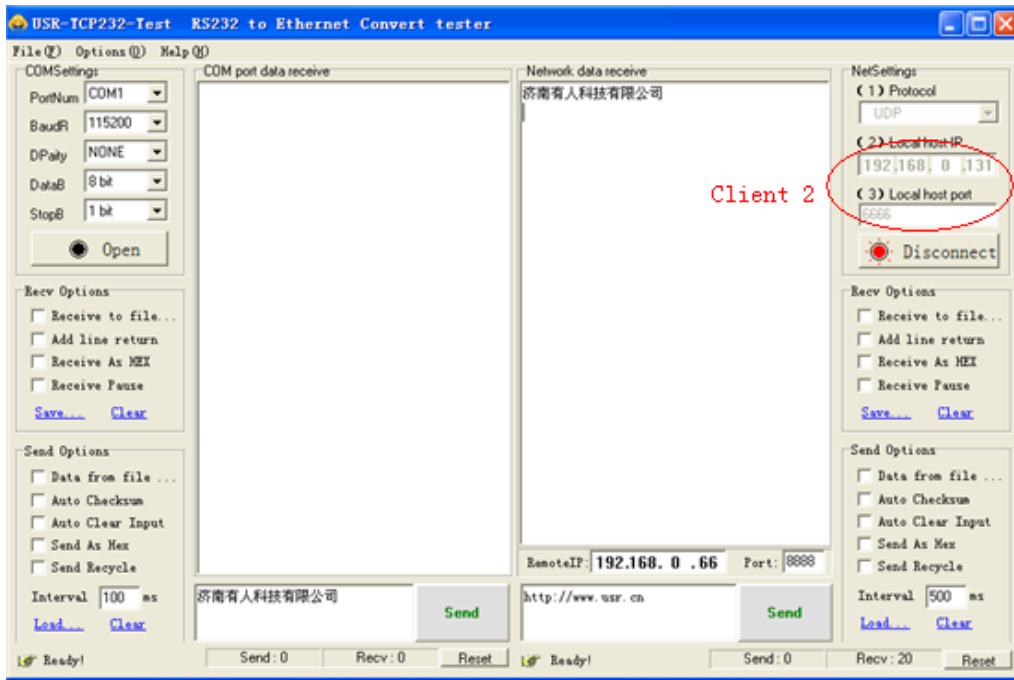 USR-TCP232-Test RS232 to Ethernet Convert tester
File(F) Options(O) Help(H)
COMSettings
PortNum COM1
BaudR 115200
DPaity NONE
DataB 8 bit
StopB 1 bit
Open
Recv Options
Receive to file...
Add line return
Receive As HEX
Receive Pause
Save... Clear
Send Options
Data from file ...
Auto Checksum
Auto Clear Input
Send As Hex
Send Recycle
Interval 100 ms
Load... Clear
COM port data receive
济南有人科技有限公司
Send
Network data receive
济南有人科技有限公司
Client 2
RemoteIP: 192.168. 0 .66 Port: 8888
http://www.usr.cn
Send
NetSettings
(1) Protocol
UDP
(2) Local host IP
192.168. 0 .131
(3) Local host port
6666
Disconnect
Recv Options
Receive to file...
Add line return
Receive As HEX
Receive Pause
Save... Clear
Send Options
Data from file ...
Auto Checksum
Auto Clear Input
Send As Hex
Send Recycle
Interval 500 ms
Load... Clear
Ready! Send : 0 Recv : 0 Reset
Ready! Send : 0 Recv : 20 Reset